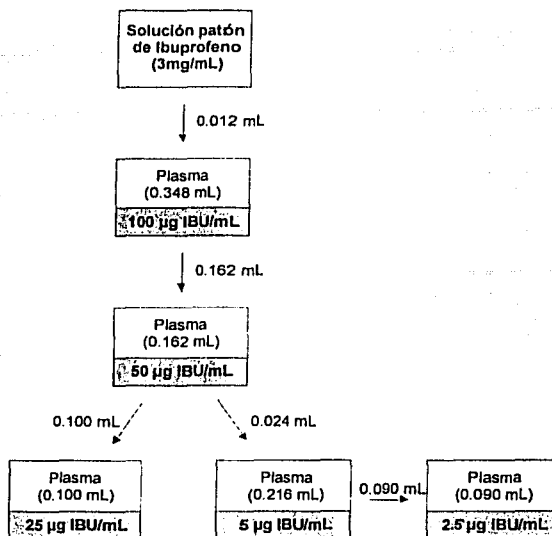 Solución patón
de Ibuprofeno
(3mg/mL)
0.012 mL
Plasma
(0.348 mL)
100 µg IBU/mL
0.162 mL
Plasma
(0.162 mL)
50 µg IBU/mL
0.100 mL
0.024 mL
Plasma
(0.100 mL)
25 µg IBU/mL
Plasma
(0.216 mL)
5 µg IBU/mL
0.090 mL
Plasma
(0.090 mL)
2.5 µg IBU/mL